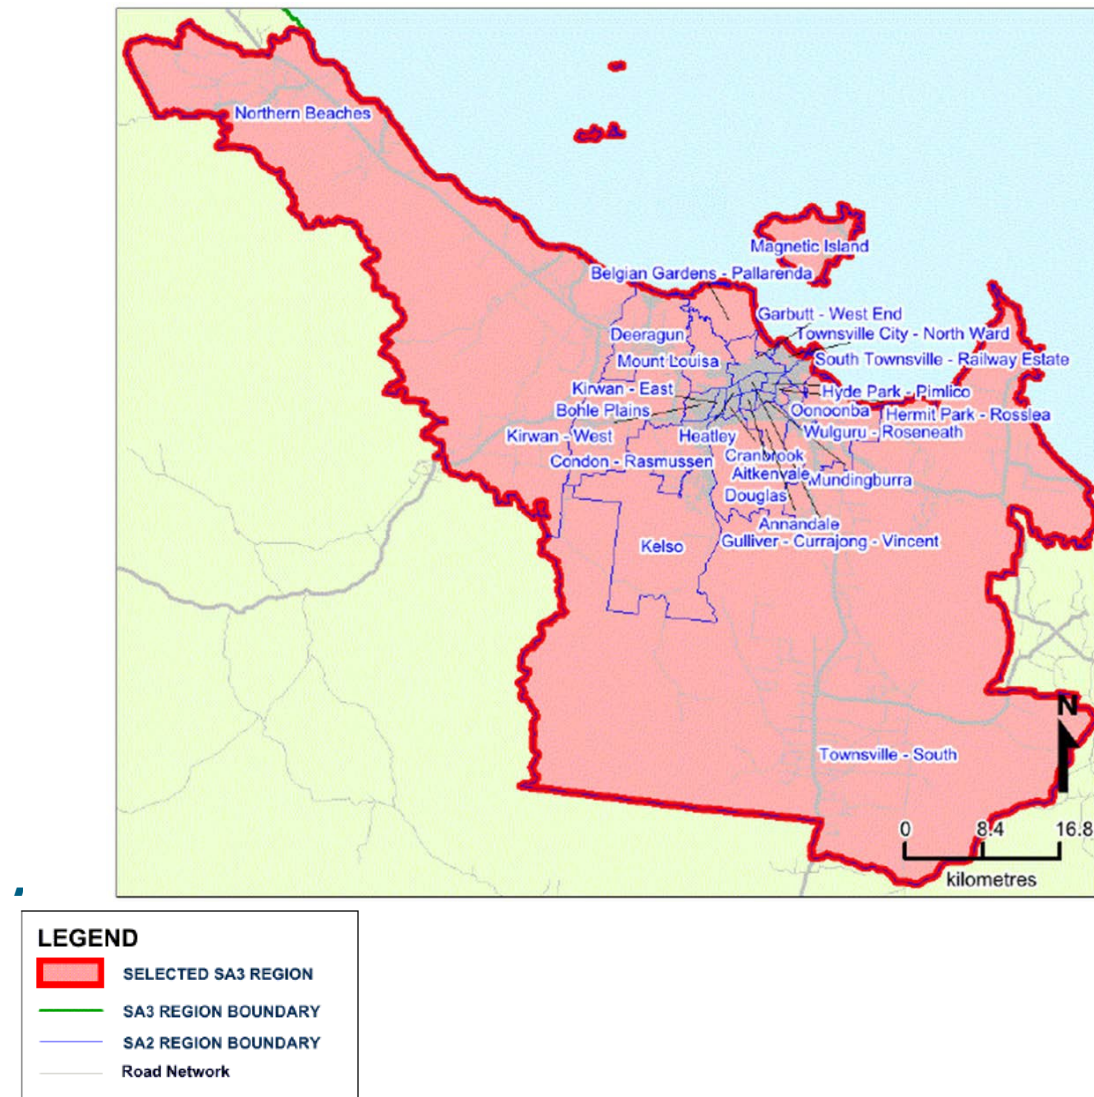 Northern Beaches
Magnetic Island
Belgian Gardens - Pallarenda
Garbutt - West End
Deeragun
Townsville City - North Ward
Mount Louisa
South Townsville - Railway Estate
Kirwan - East
Hyde Park - Pimlico
Bohle Plains
Oonoonba
Hermit Park - Rosslea
Kirwan - West
Heatley
Wulguru - Roseneath
Condon - Rasmussen
Cranbrook
Aitkenvale
Mundingburra
Douglas
Annandale
Gulliver - Currajong - Vincent
Kelso
N
Townsville - South
0 8.4 16.8
kilometres
LEGEND
SELECTED SA3 REGION
SA3 REGION BOUNDARY
SA2 REGION BOUNDARY
Road Network